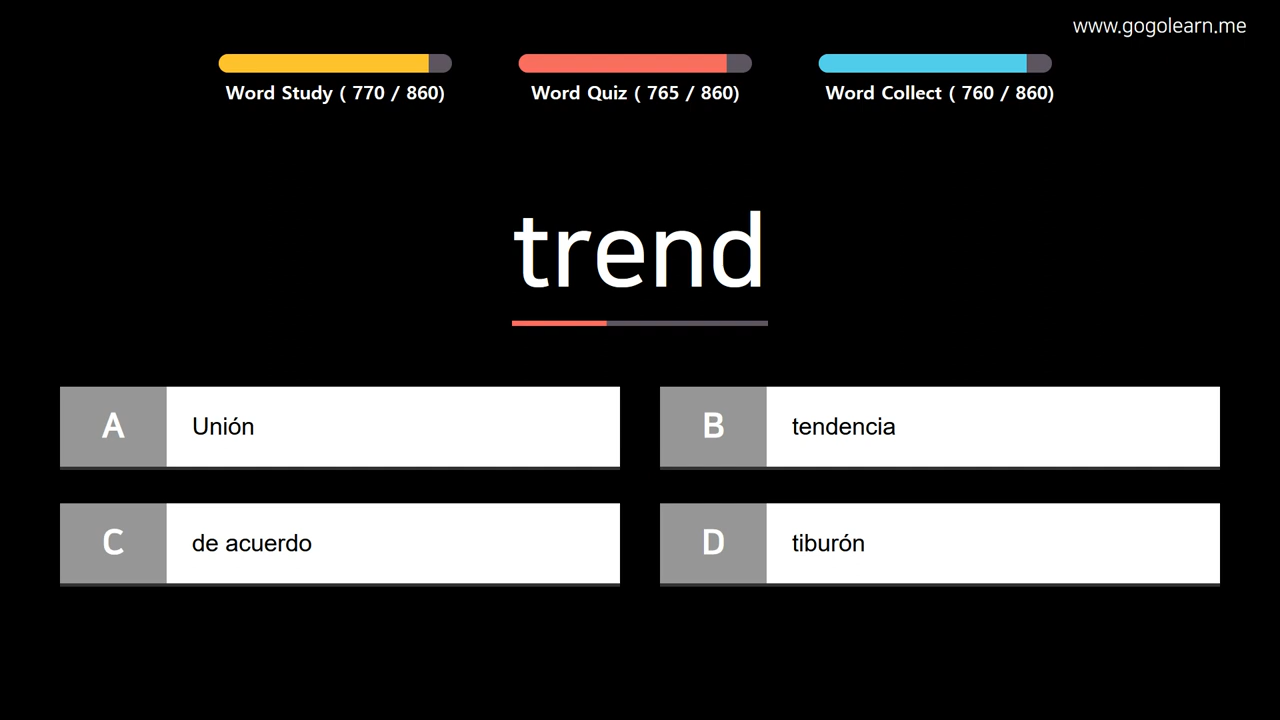 www.gogolearn.me
Word Study ( 770 / 860)
Word Quiz ( 765 / 860)
Word Collect ( 760 / 860)
trend
A Unión
B tendencia
C de acuerdo
D tiburón